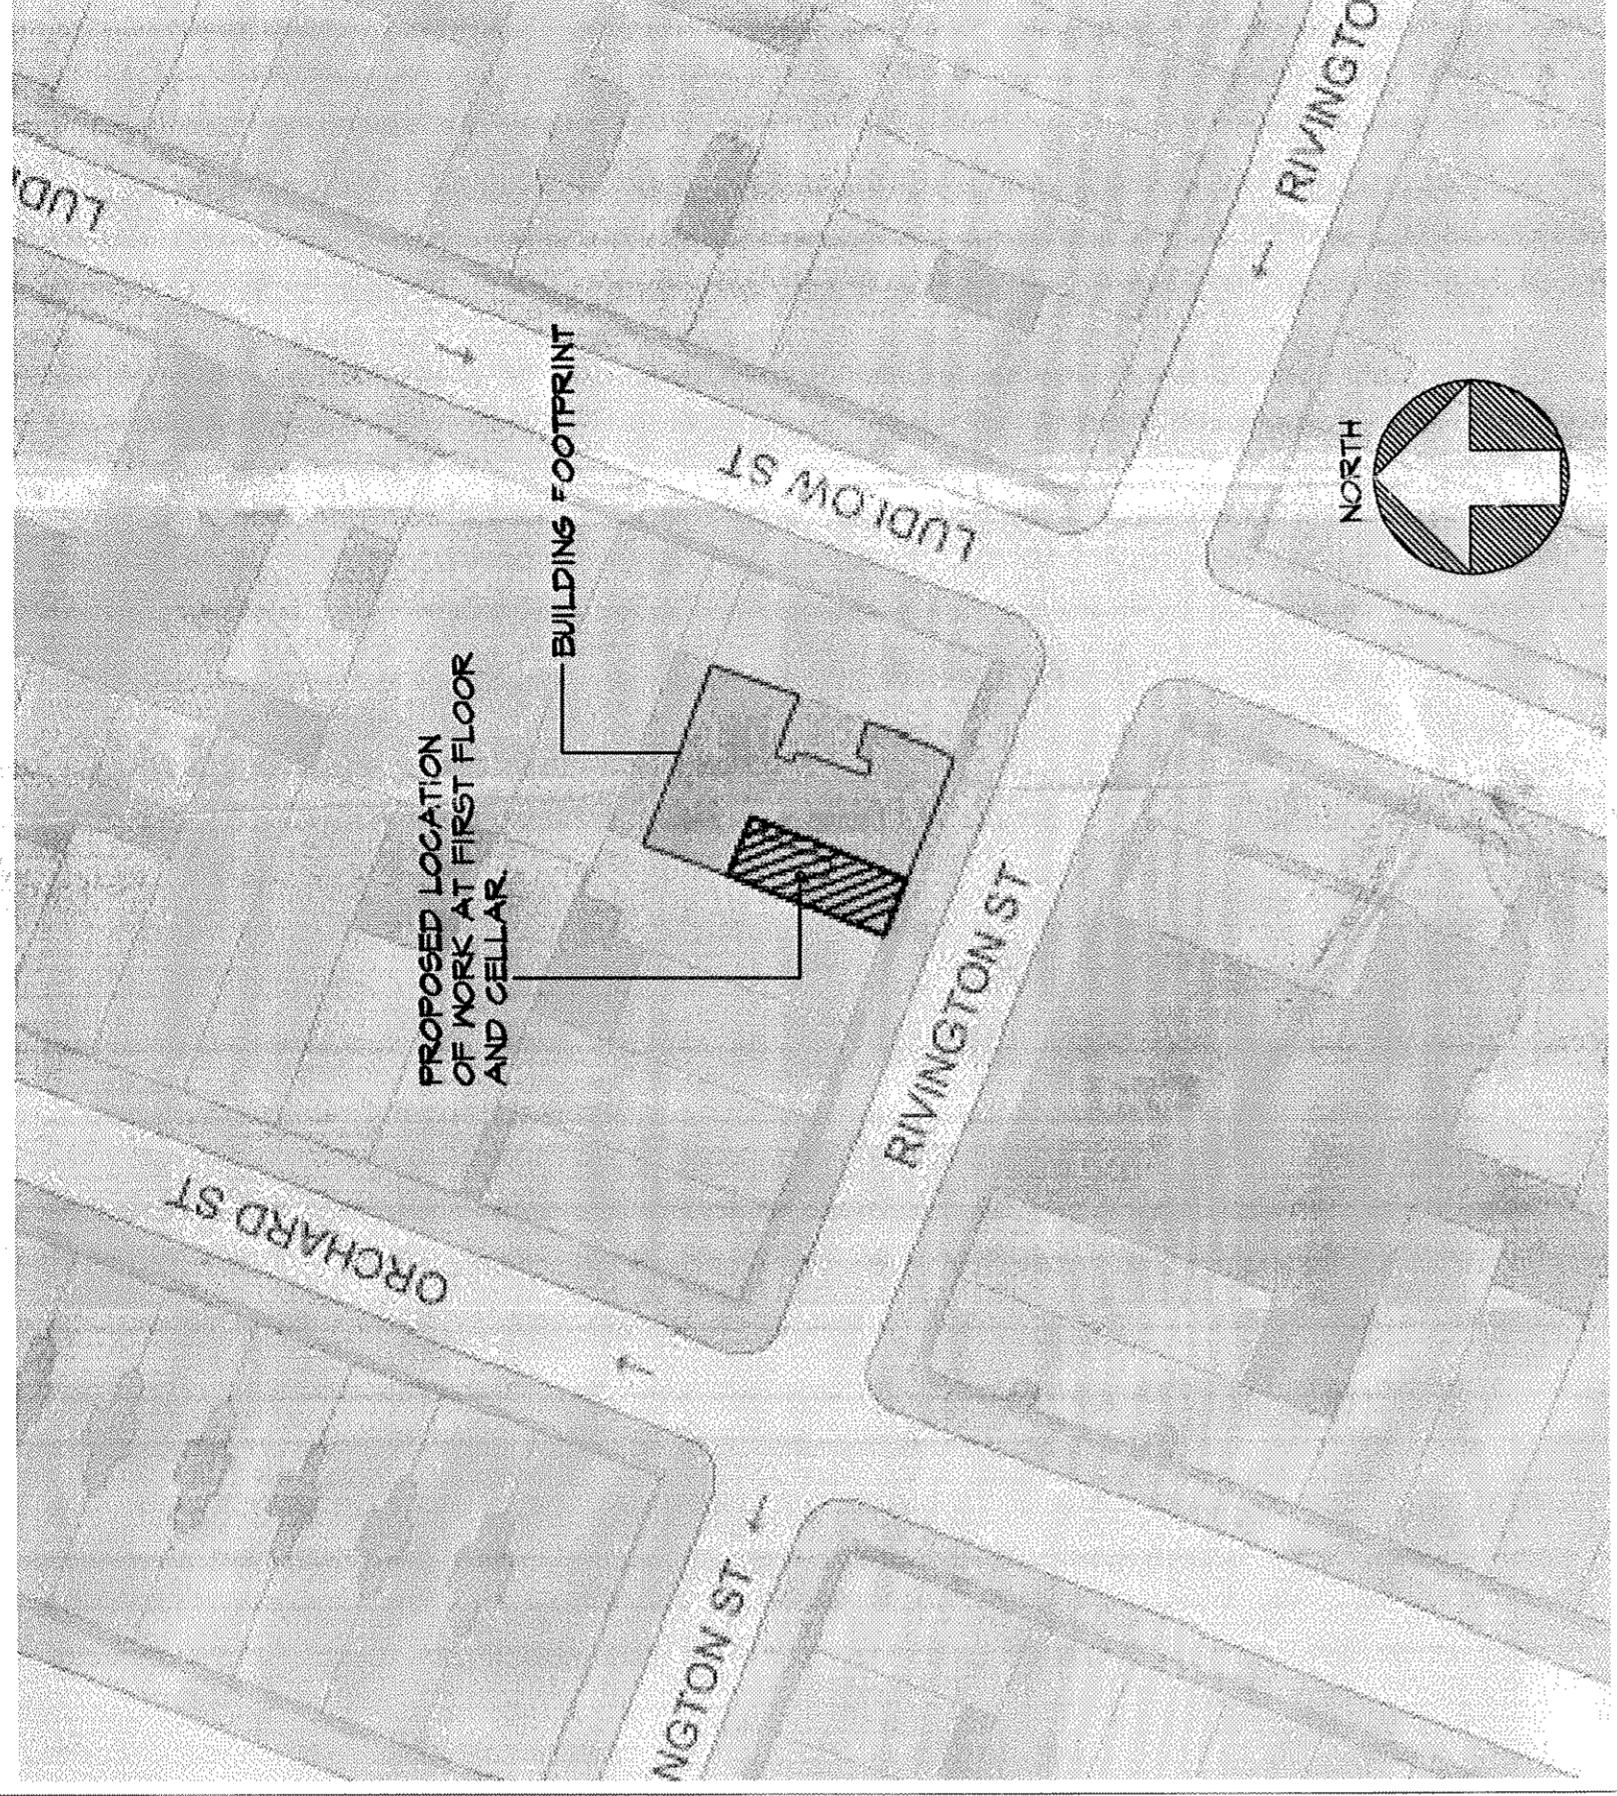 PROPOSED LOCATION
OF WORK AT FIRST FLOOR
AND CELLAR.
BUILDING FOOTPRINT
NORTH
LUDLOW ST
ORCHARD ST
RIVINGTON ST
RIVINGTO
NGTON ST
LUD